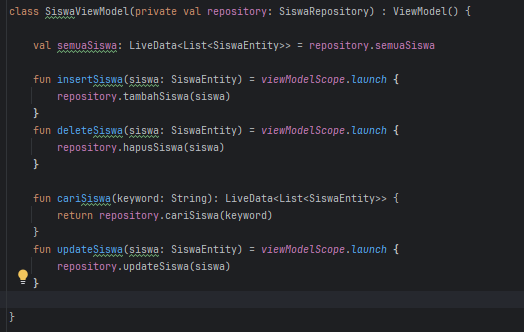 class SiswaViewModel(private val repository: SiswaRepository) : ViewModel() {
val semuaSiswa: LiveData<List<SiswaEntity>> = repository.semuaSiswa
fun insertSiswa(siswa: SiswaEntity) = viewModelScope.launch {
repository.tambahSiswa(siswa)
}
fun deleteSiswa(siswa: SiswaEntity) = viewModelScope.launch {
repository.hapusSiswa(siswa)
}
fun cariSiswa(keyword: String): LiveData<List<SiswaEntity>> {
return repository.cariSiswa(keyword)
}
fun updateSiswa(siswa: SiswaEntity) = viewModelScope.launch {
repository.updateSiswa(siswa)
}
}